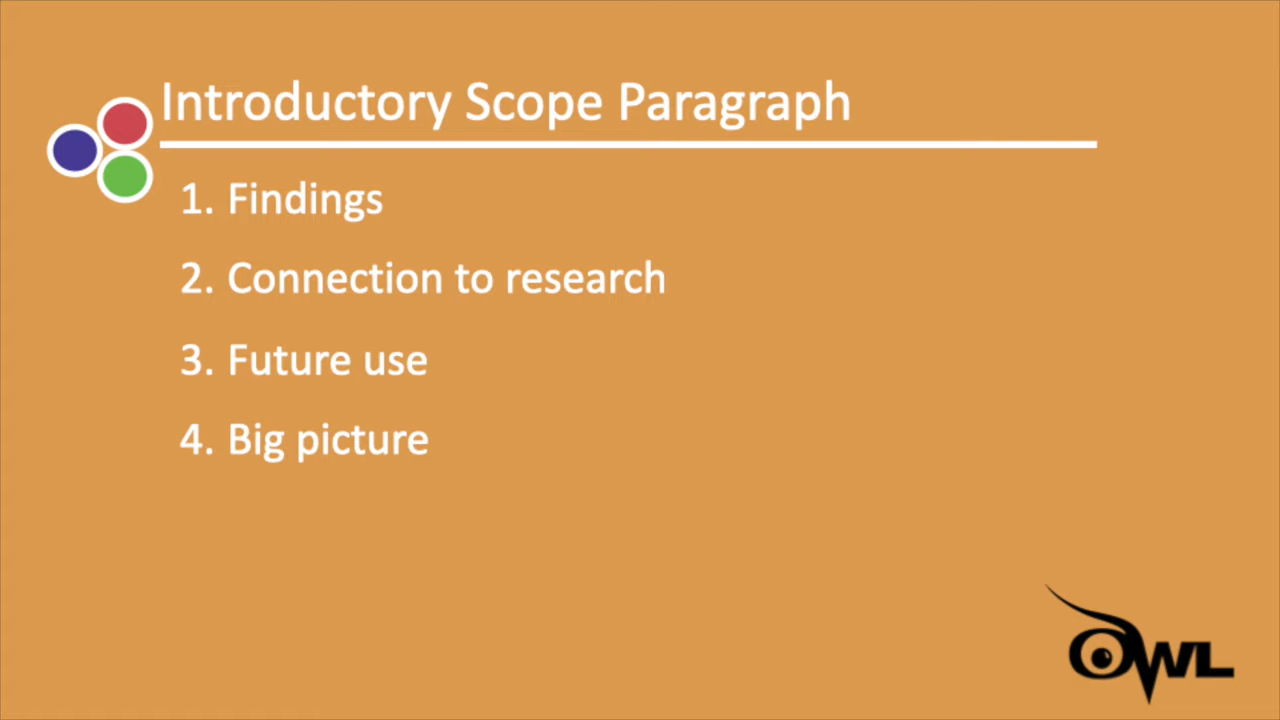 Introductory Scope Paragraph
1. Findings
2. Connection to research
3. Future use
4. Big picture
OWL